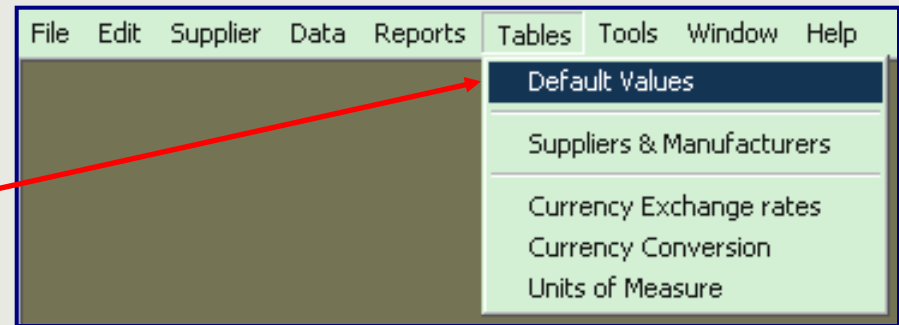 File Edit Supplier Data Reports Tables Tools Window Help
Default Values
Suppliers & Manufacturers
Currency Exchange rates
Currency Conversion
Units of Measure